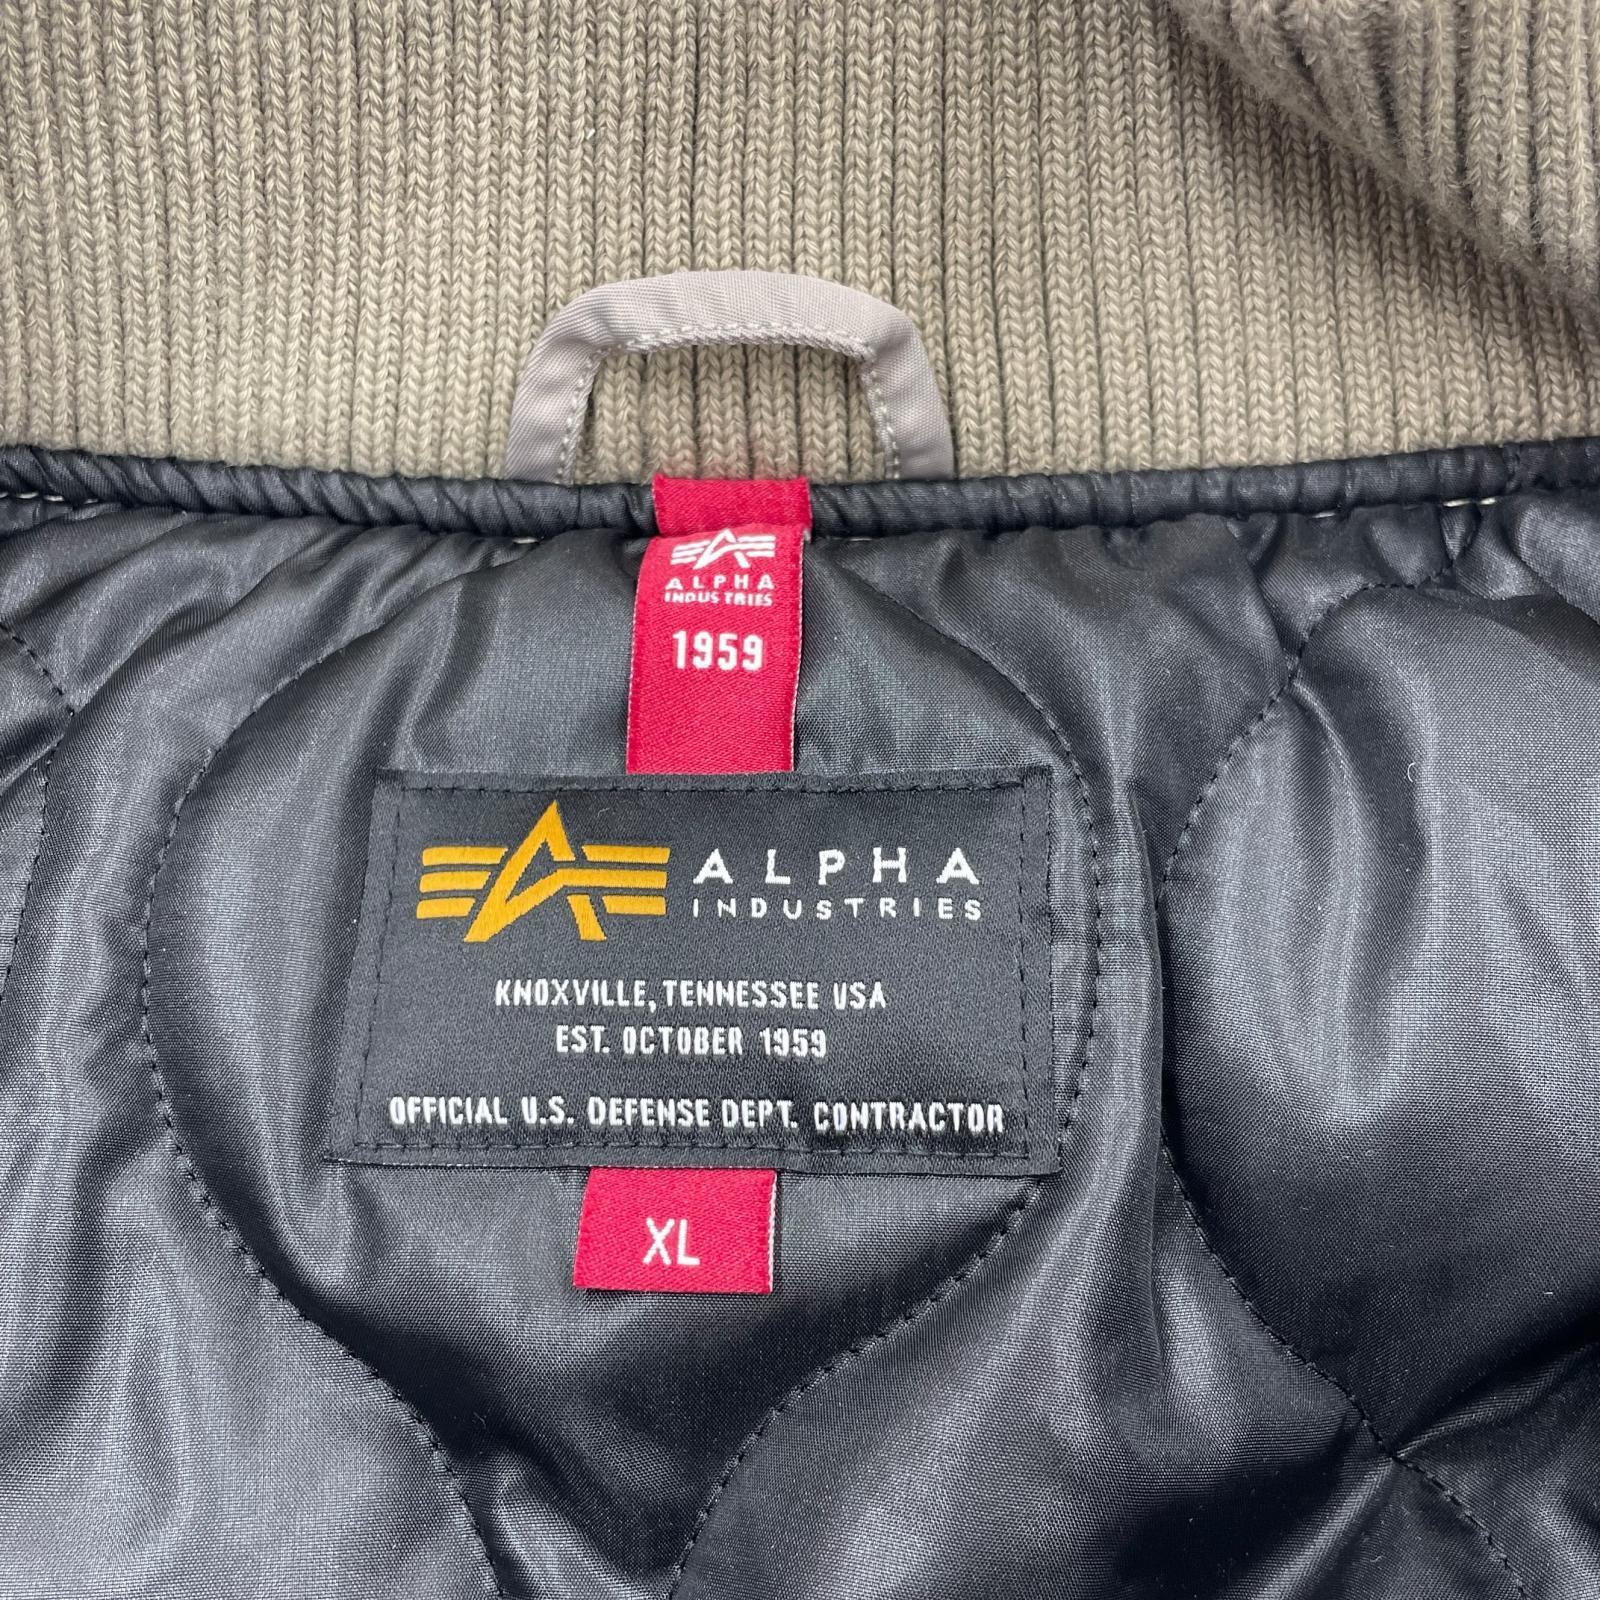 ALPHA
INDUSTRIES
1959
ALPHA
INDUSTRIES
KNOXVILLE, TENNESSEE USA
EST. OCTOBER 1959
OFFICIAL U.S. DEFENSE DEPT. CONTRACTOR
XL